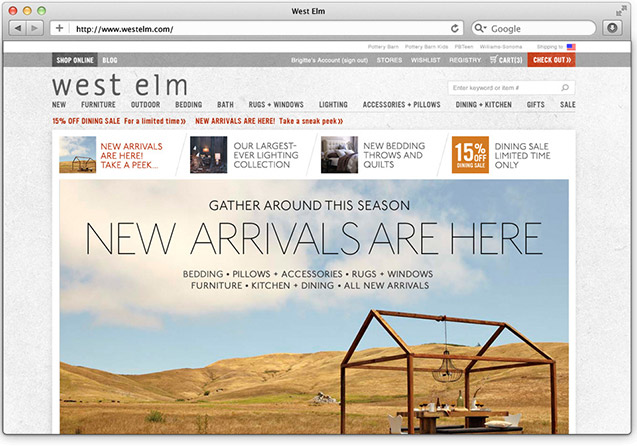 West Elm
http://www.westelm.com/
Google
Pottery Barn Pottery Barn Kids PBTeen Williams-Sonoma Shipping to
SHOP ONLINE BLOG Brigitte's Account (sign out) STORES WISHLIST REGISTRY CART(3) CHECK OUT »
west elm
Enter keyword or item #
NEW FURNITURE OUTDOOR BEDDING BATH RUGS + WINDOWS LIGHTING ACCESSORIES + PILLOWS DINING + KITCHEN GIFTS SALE
15% OFF DINING SALE For a limited time » NEW ARRIVALS ARE HERE! Take a sneak peek »
NEW ARRIVALS
ARE HERE!
TAKE A PEEK...
OUR LARGEST-
EVER LIGHTING
COLLECTION
NEW BEDDING
THROWS AND
QUILTS
15% OFF
DINING SALE
DINING SALE
LIMITED TIME
ONLY
GATHER AROUND THIS SEASON
NEW ARRIVALS ARE HERE
BEDDING • PILLOWS + ACCESSORIES • RUGS + WINDOWS
FURNITURE • KITCHEN + DINING • ALL NEW ARRIVALS